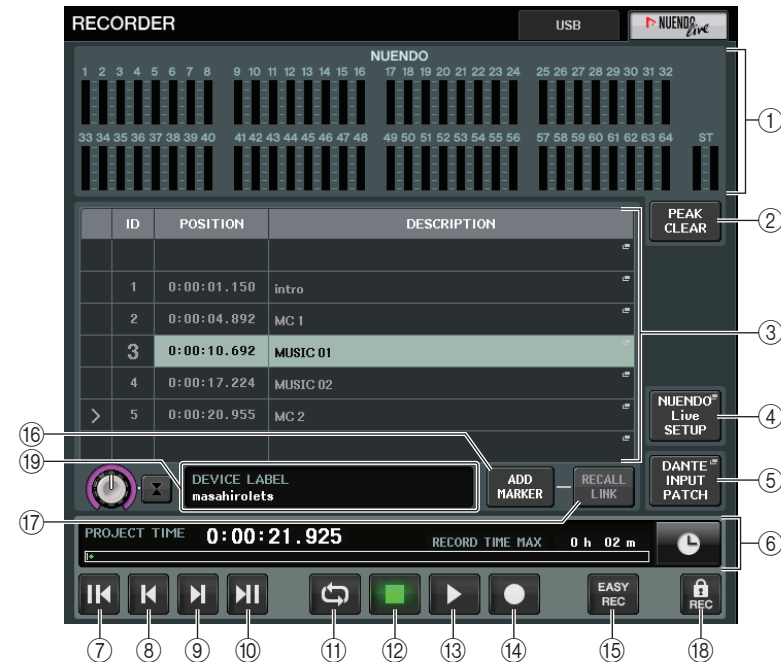 RECORDER
USB
NUENDO live
NUENDO
1 2 3 4 5 6 7 8 9 10 11 12 13 14 15 16 17 18 19 20 21 22 23 24 25 26 27 28 29 30 31 32
33 34 35 36 37 38 39 40 41 42 43 44 45 46 47 48 49 50 51 52 53 54 55 56 57 58 59 60 61 62 63 64 ST
①
PEAK
CLEAR
②
ID POSITION DESCRIPTION
1 0:00:01.150 intro
2 0:00:04.892 MC 1
3 0:00:10.692 MUSIC 01
4 0:00:17.224 MUSIC 02
5 0:00:20.955 MC 2
③
NUENDO
Live
SETUP
④
⑯
⑲
DEVICE LABEL
masahirolets
ADD
MARKER
RECALL
LINK
DANTE
INPUT
PATCH
⑤
⑰
PROJECT TIME 0:00:21.925 RECORD TIME MAX 0 h 02 m
⑥
EASY
REC
REC
⑦ ⑧ ⑨ ⑩ ⑪ ⑫ ⑬ ⑭ ⑮ ⑱